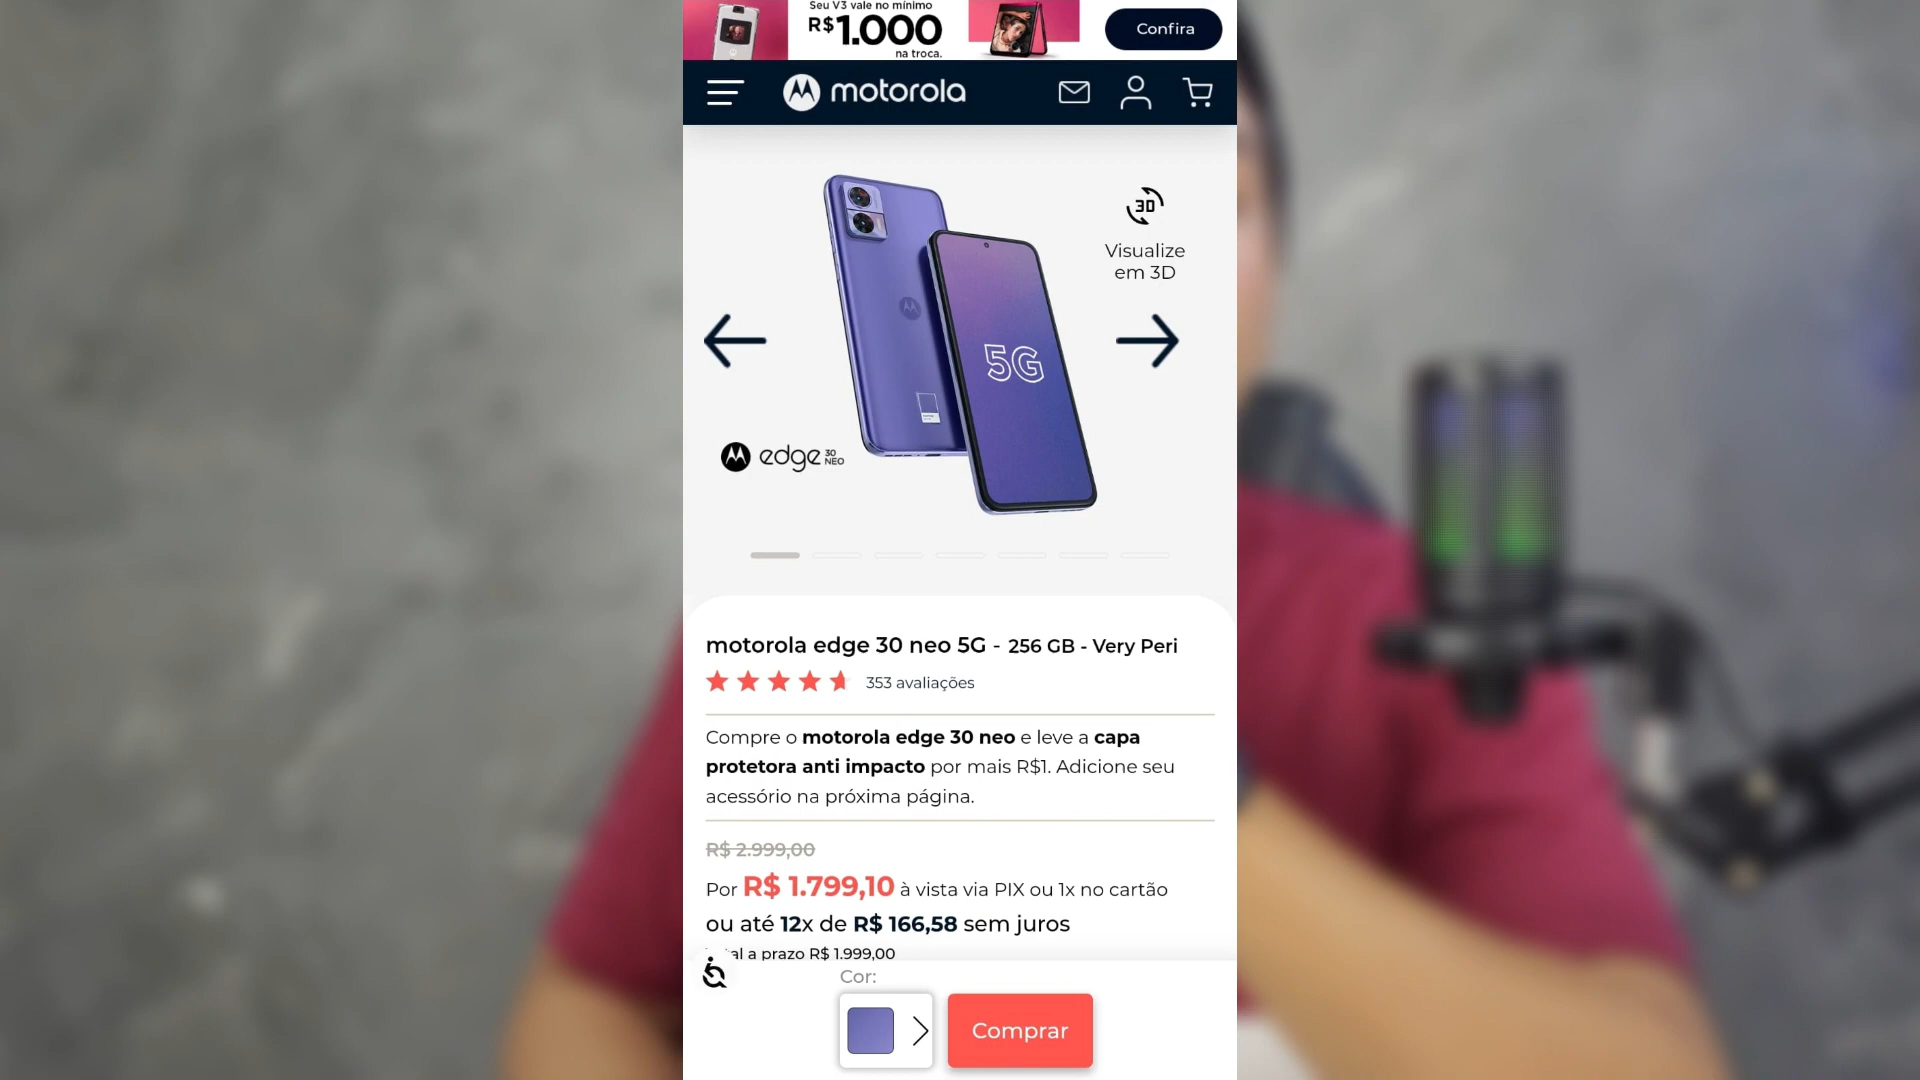 Seu V3 vale no mínimo
R$1.000
na troca.
Confira
motorola
3D
Visualize
em 3D
5G
edge 30 NEO
motorola edge 30 neo 5G - 256 GB - Very Peri
353 avaliações
Compre o motorola edge 30 neo e leve a capa
protetora anti impacto por mais R$1. Adicione seu
acessório na próxima página.
R$ 2.999,00
Por R$ 1.799,10 à vista via PIX ou 1x no cartão
ou até 12x de R$ 166,58 sem juros
a prazo R$ 1.999,00
Cor:
Comprar